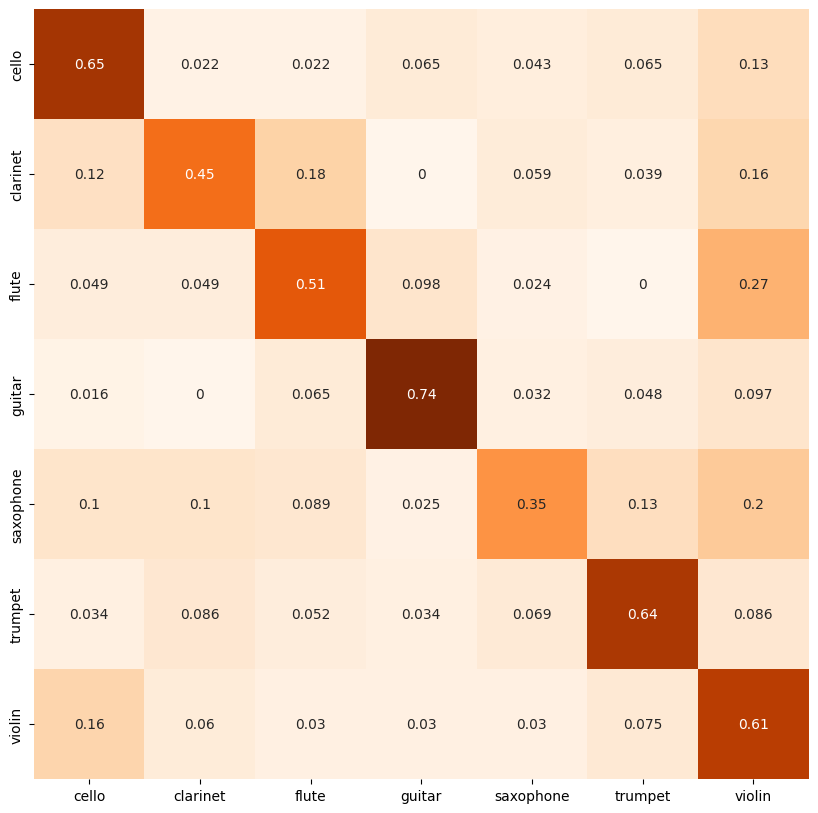 cello 0.65 0.022 0.022 0.065 0.043 0.065 0.13
clarinet 0.12 0.45 0.18 0 0.059 0.039 0.16
flute 0.049 0.049 0.51 0.098 0.024 0 0.27
guitar 0.016 0 0.065 0.74 0.032 0.048 0.097
saxophone 0.1 0.1 0.089 0.025 0.35 0.13 0.2
trumpet 0.034 0.086 0.052 0.034 0.069 0.64 0.086
violin 0.16 0.06 0.03 0.03 0.03 0.075 0.61
cello clarinet flute guitar saxophone trumpet violin